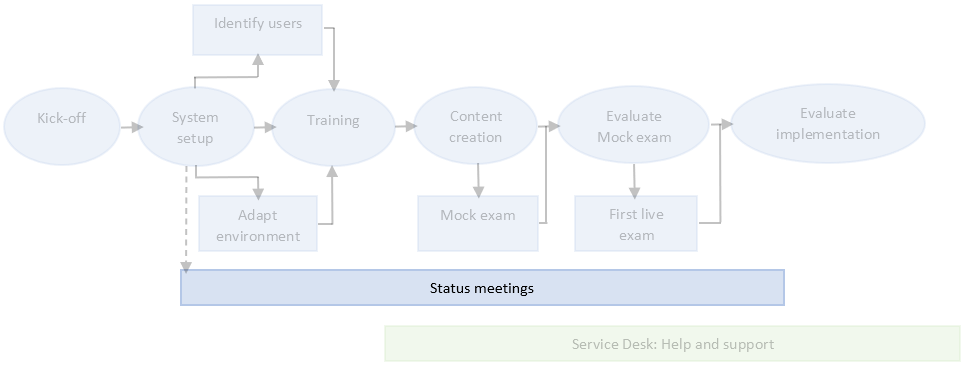 Identify users
Kick-off
System
setup
Training
Content
creation
Evaluate
Mock exam
Evaluate
implementation
Adapt
environment
Mock exam
First live
exam
Status meetings
Service Desk: Help and support